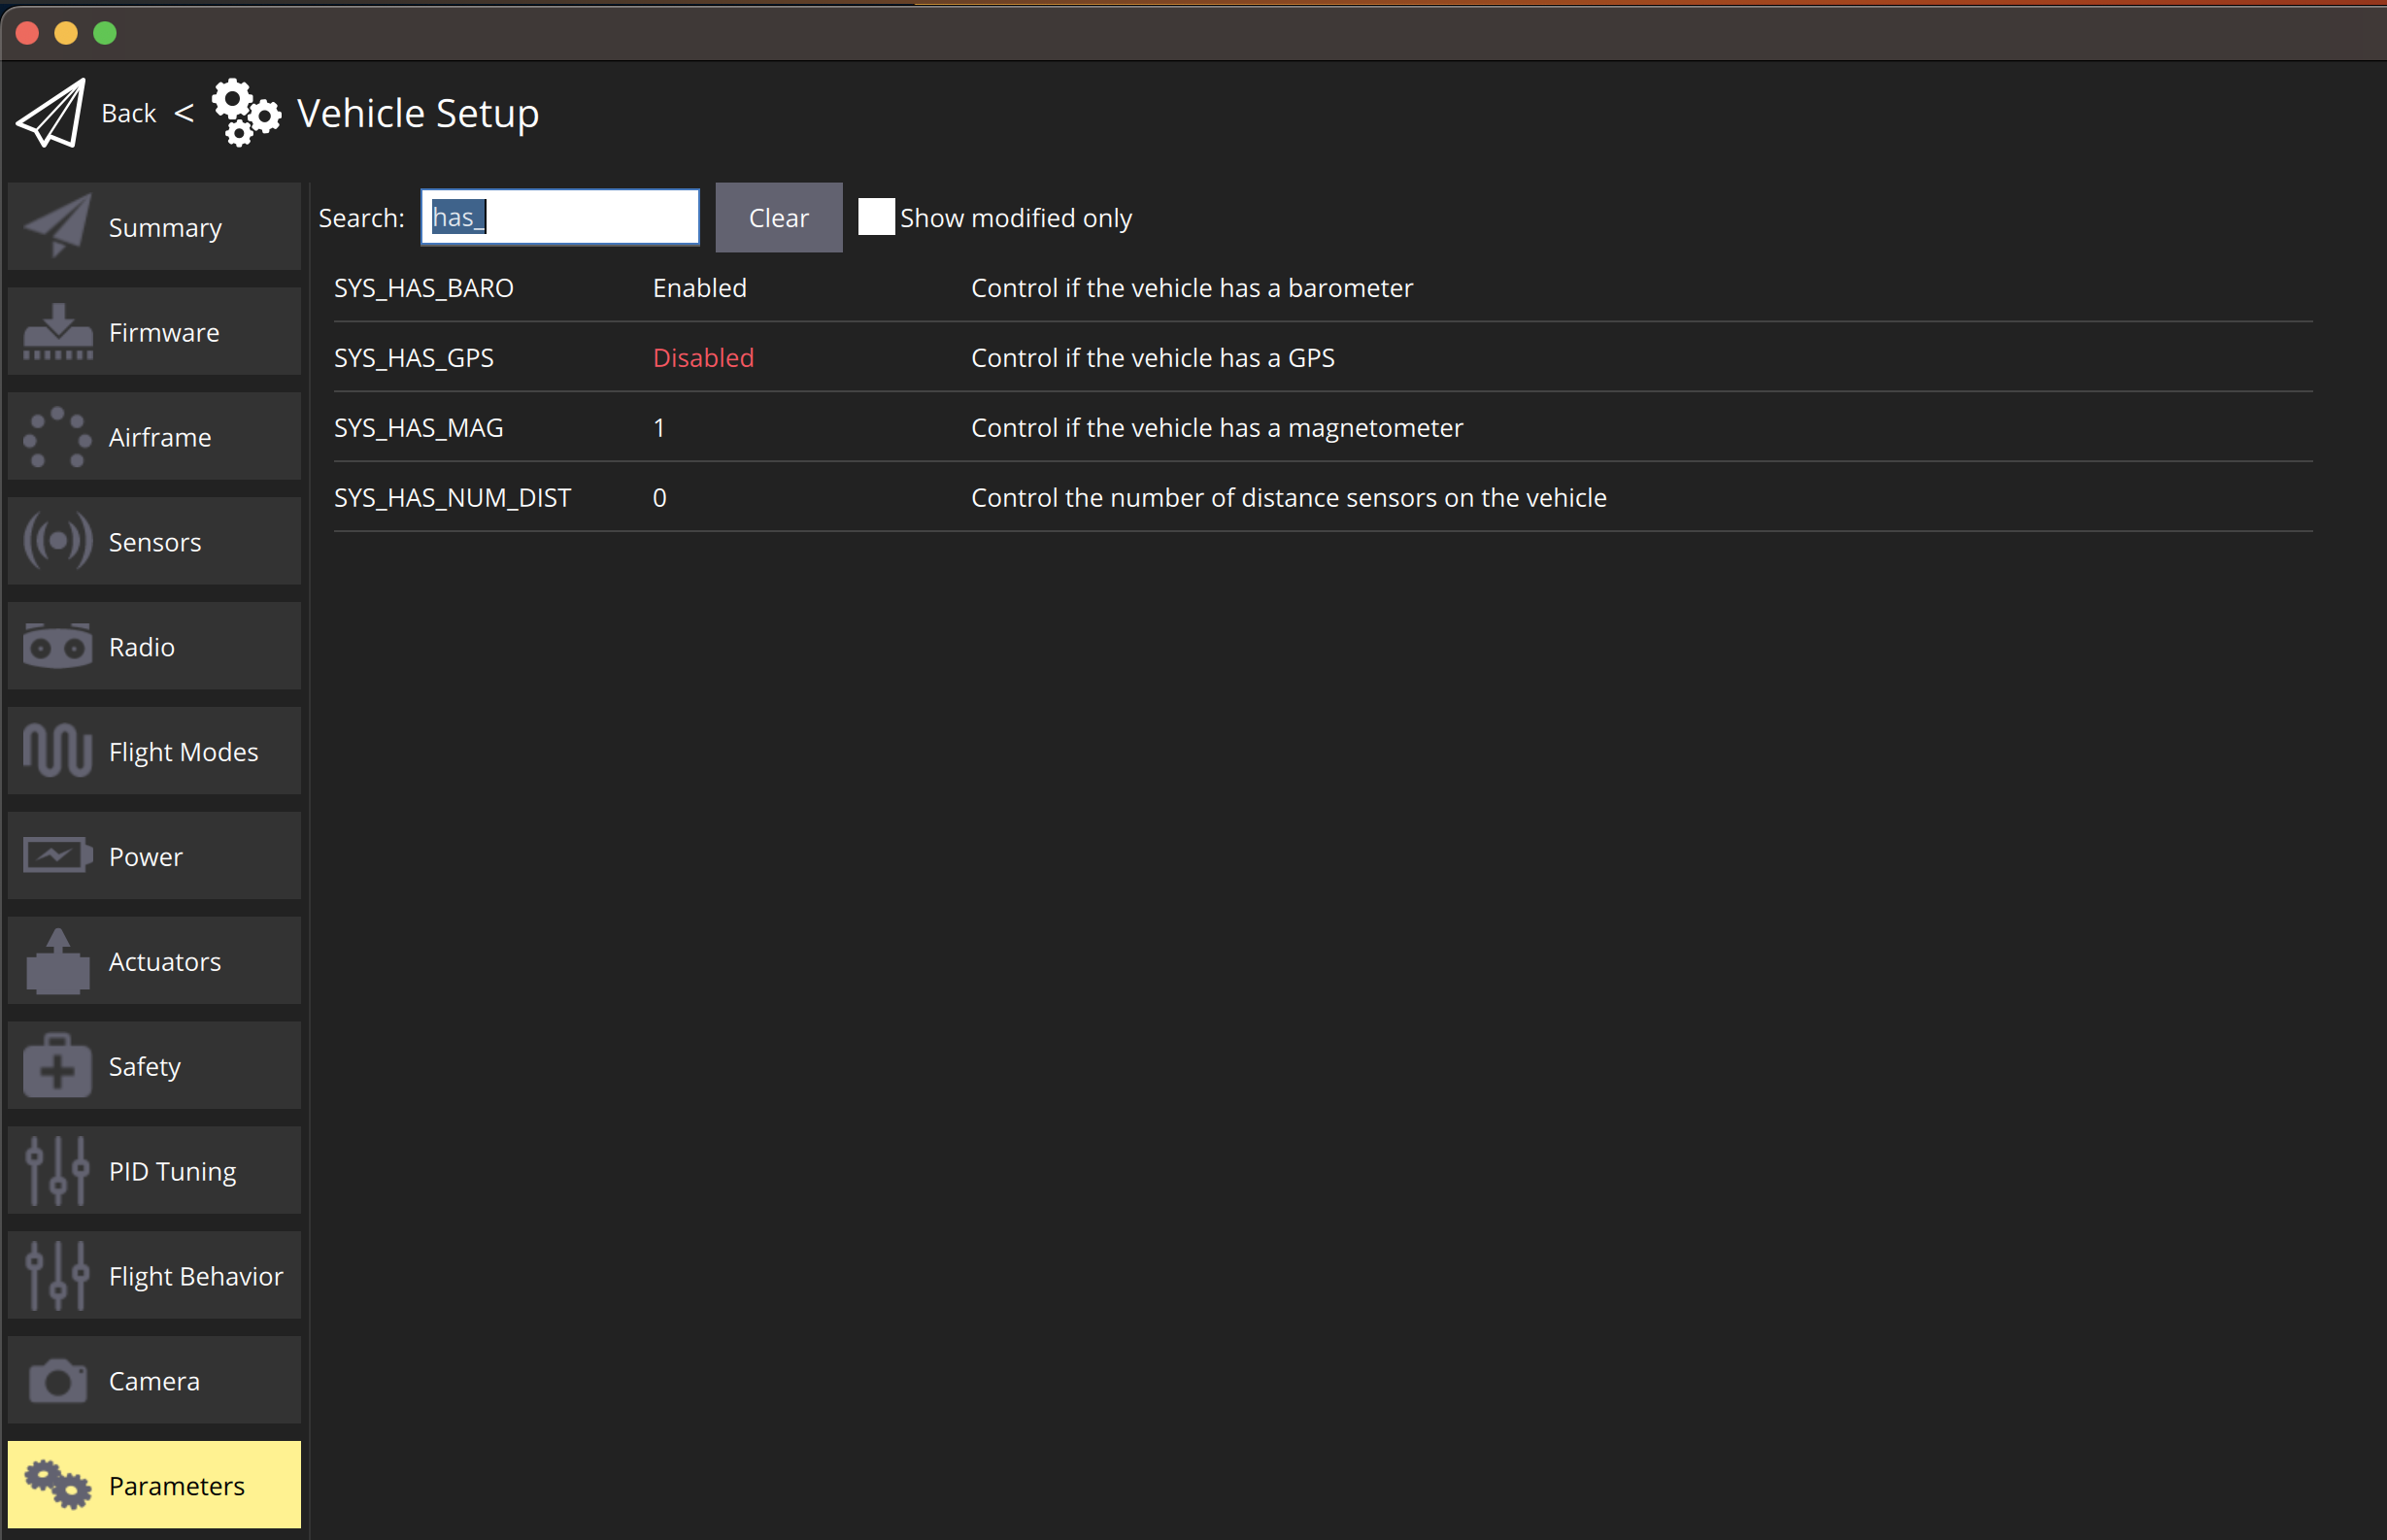 Back < Vehicle Setup
Search: has_ Clear Show modified only
SYS_HAS_BARO Enabled Control if the vehicle has a barometer
SYS_HAS_GPS Disabled Control if the vehicle has a GPS
SYS_HAS_MAG 1 Control if the vehicle has a magnetometer
SYS_HAS_NUM_DIST 0 Control the number of distance sensors on the vehicle
Summary
Firmware
Airframe
Sensors
Radio
Flight Modes
Power
Actuators
Safety
PID Tuning
Flight Behavior
Camera
Parameters